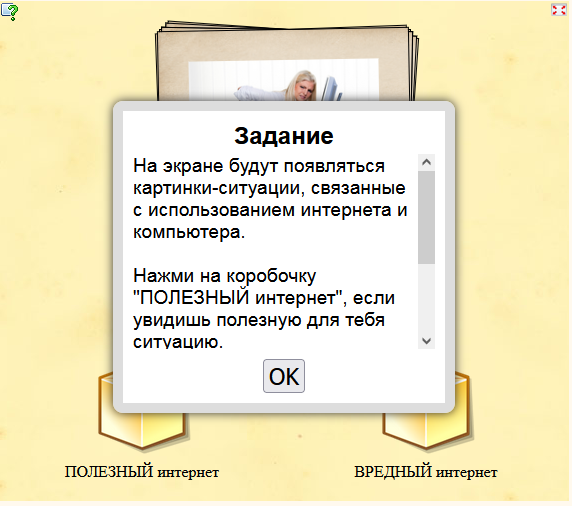 Задание
На экране будут появляться
картинки-ситуации, связанные
с использованием интернета и
компьютера.
Нажми на коробочку
"ПОЛЕЗНЫЙ интернет", если
увидишь полезную для тебя
ситуацию.
OK
ПОЛЕЗНЫЙ интернет
ВРЕДНЫЙ интернет